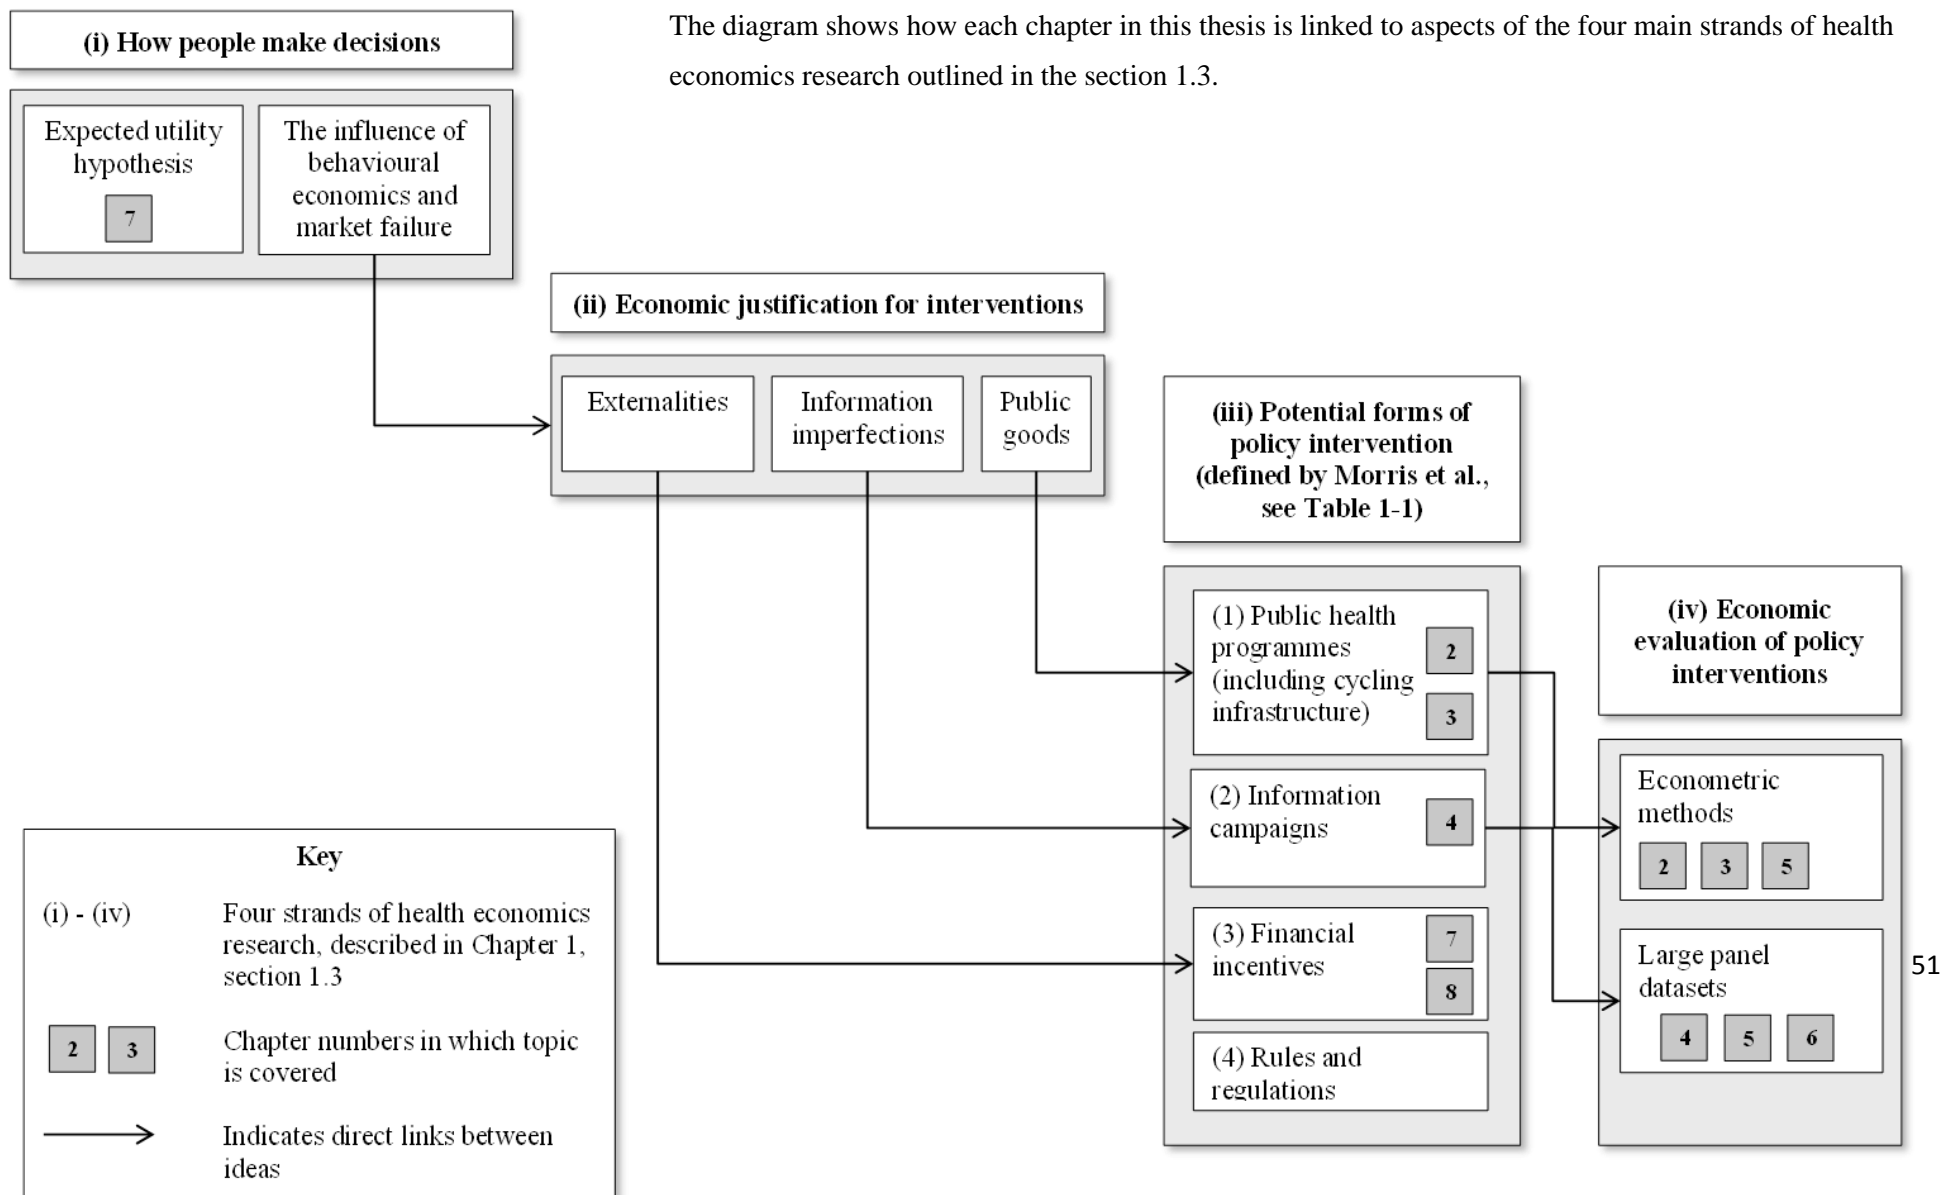 The diagram shows how each chapter in this thesis is linked to aspects of the four main strands of health
economics research outlined in the section 1.3.
(i) How people make decisions
Expected utility
hypothesis
7
The influence of
behavioural
economics and
market failure
(ii) Economic justification for interventions
Externalities
Information
imperfections
Public
goods
(iii) Potential forms of
policy intervention
(defined by Morris et al.,
see Table 1-1)
(1) Public health
programmes
(including cycling
infrastructure)
2
3
(2) Information
campaigns
4
(3) Financial
incentives
7
8
(4) Rules and
regulations
(iv) Economic
evaluation of policy
interventions
Econometric
methods
2 3 5
Large panel
datasets
4 5 6
51
Key
(i) - (iv)
Four strands of health economics
research, described in Chapter 1,
section 1.3
2 3
Chapter numbers in which topic
is covered
Indicates direct links between
ideas